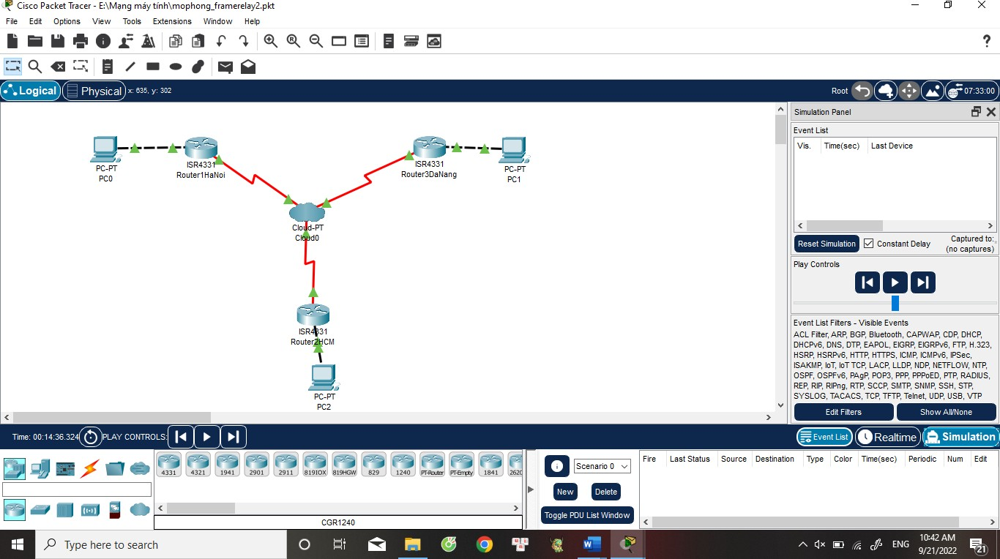 Cisco Packet Tracer - E:\Mạng máy tính\mophong_framerelay2.pkt
File Edit Options View Tools Extensions Window Help
Logical Physical x: 635, y: 302 Root 07:33:00
PC-PT
PC0
ISR4331
Router1HaNoi
ISR4331
Router3DaNang
PC-PT
PC1
Cloud-PT
Cloud0
ISR4331
Router2HCM
PC-PT
PC2
Simulation Panel
Event List
Vis. Time(sec) Last Device
Reset Simulation Constant Delay Captured to:
(no captures)
Play Controls
Event List Filters - Visible Events
ACL Filter, ARP, BGP, Bluetooth, CAPWAP, CDP, DHCP,
DHCPv6, DNS, DTP, EAPOL, EIGRP, EIGRPv6, FTP, H.323,
HSRP, HSRPv6, HTTP, HTTPS, ICMP, ICMPv6, IPSec,
ISAKMP, IoT, IoT TCP, LACP, LLDP, NDP, NETFLOW, NTP,
OSPF, OSPFv6, PAgP, POP3, PPP, PPPoED, PTP, RADIUS,
REP, RIP, RIPng, RTP, SCCP, SMTP, SNMP, SSH, STP,
SYSLOG, TACACS, TCP, TFTP, Telnet, UDP, USB, VTP
Edit Filters Show All/None
Time: 00:14:36.324 PLAY CONTROLS: Event List Realtime Simulation
4331 4321 1941 2901 2911 819IOX 819HGW 829 1240 PT-Router PT-Empty 1841 2620
CGR1240
Scenario 0
New Delete
Toggle PDU List Window
Fire Last Status Source Destination Type Color Time(sec) Periodic Num Edit
Type here to search
ENG
10:42 AM
9/21/2022
21